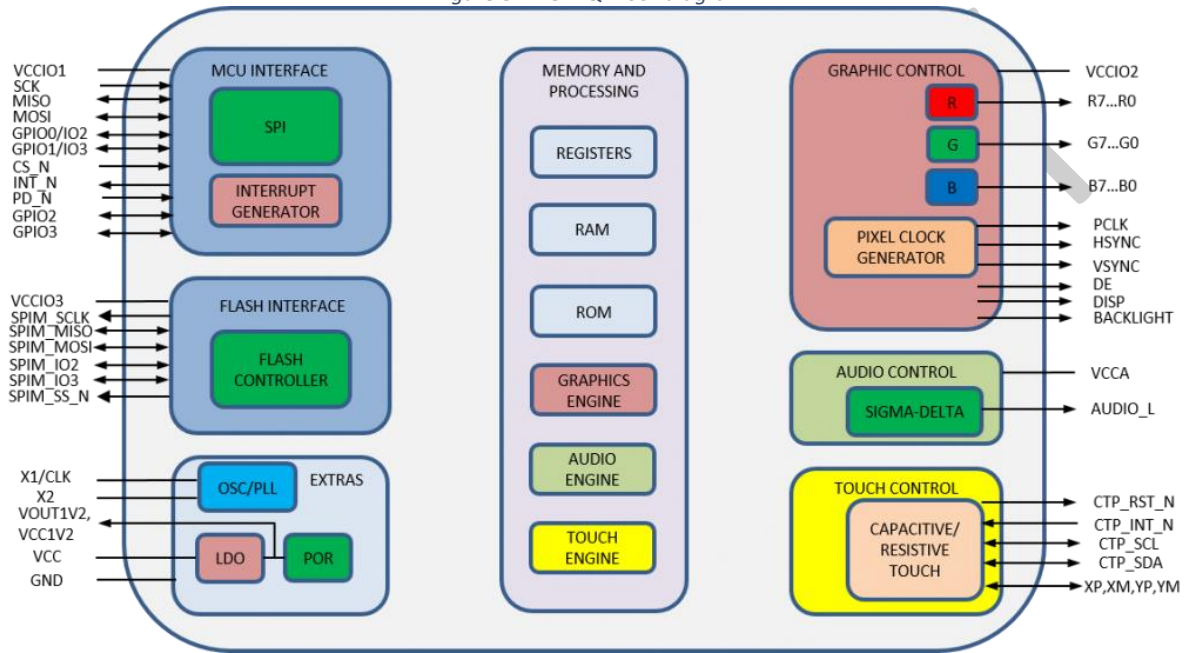 VCCIO1
SCK
MISO
MOSI
GPIO0/IO2
GPIO1/IO3
CS_N
INT_N
PD_N
GPIO2
GPIO3
MCU INTERFACE
SPI
INTERRUPT
GENERATOR
VCCIO3
SPIM_SCLK
SPIM_MISO
SPIM_MOSI
SPIM_IO2
SPIM_IO3
SPIM_SS_N
FLASH INTERFACE
FLASH
CONTROLLER
X1/CLK
X2
VOUT1V2,
VCC1V2
VCC
GND
OSC/PLL
EXTRAS
LDO
POR
MEMORY AND
PROCESSING
REGISTERS
RAM
ROM
GRAPHICS
ENGINE
AUDIO
ENGINE
TOUCH
ENGINE
GRAPHIC CONTROL
R
G
B
PIXEL CLOCK
GENERATOR
VCCIO2
R7...R0
G7...G0
B7...B0
PCLK
HSYNC
VSYNC
DE
DISP
BACKLIGHT
AUDIO CONTROL
SIGMA-DELTA
VCCA
AUDIO_L
TOUCH CONTROL
CAPACITIVE/
RESISTIVE
TOUCH
CTP_RST_N
CTP_INT_N
CTP_SCL
CTP_SDA
XP,XM,YP,YM